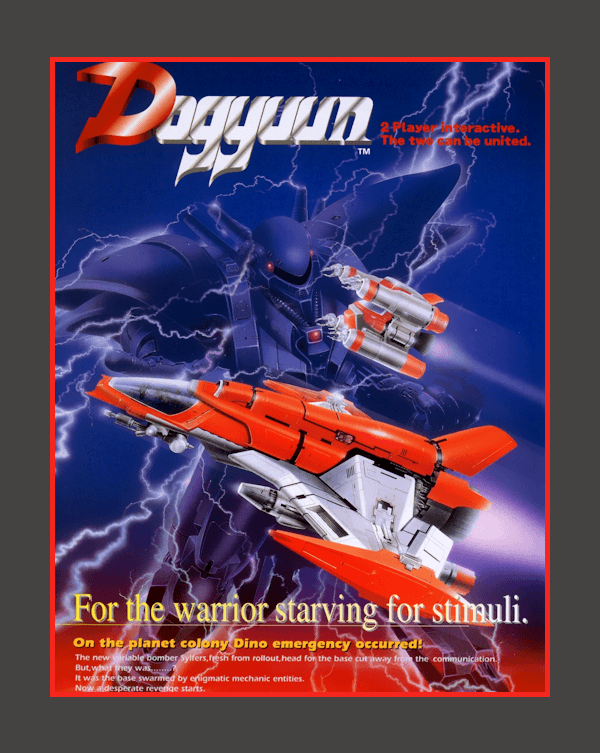 Dogyuun
TM
2-Player interactive.
The two can be united.
For the warrior starving for stimuli.
On the planet colony Dino emergency occurred!
The new variable bomber Sylfers,fresh from rollout,head for the base cut away from the communication.
But,what they was........?
It was the base swarmed by enigmatic mechanic entities.
Now a desperate revenge starts.